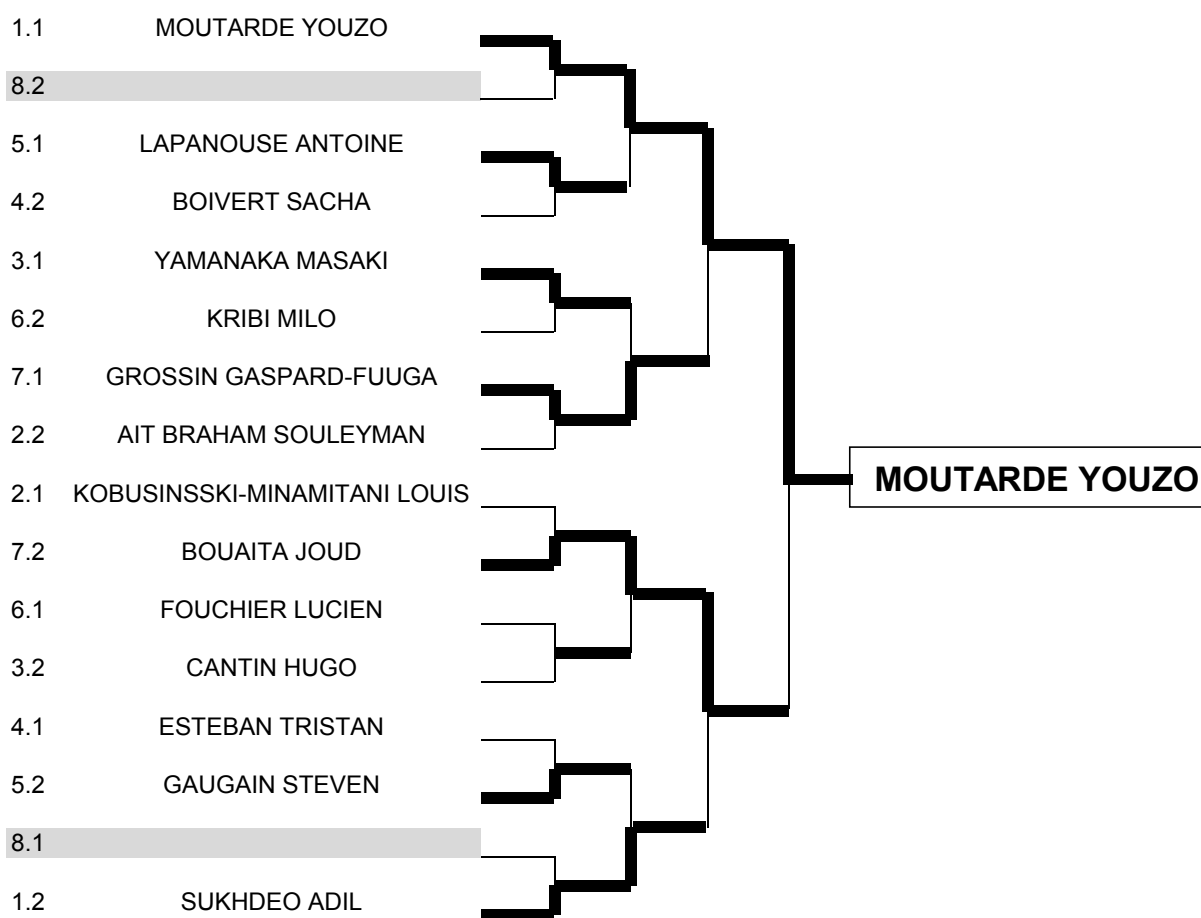 1.1 MOUTARDE YOUZO
8.2
5.1 LAPANOUSE ANTOINE
4.2 BOIVERT SACHA
3.1 YAMANAKA MASAKI
6.2 KRIBI MILO
7.1 GROSSIN GASPARD-FUUGA
2.2 AIT BRAHAM SOULEYMAN
MOUTARDE YOUZO
2.1 KOBUSINSSKI-MINAMITANI LOUIS
7.2 BOUAITA JOUD
6.1 FOUCHIER LUCIEN
3.2 CANTIN HUGO
4.1 ESTEBAN TRISTAN
5.2 GAUGAIN STEVEN
8.1
1.2 SUKHDEO ADIL